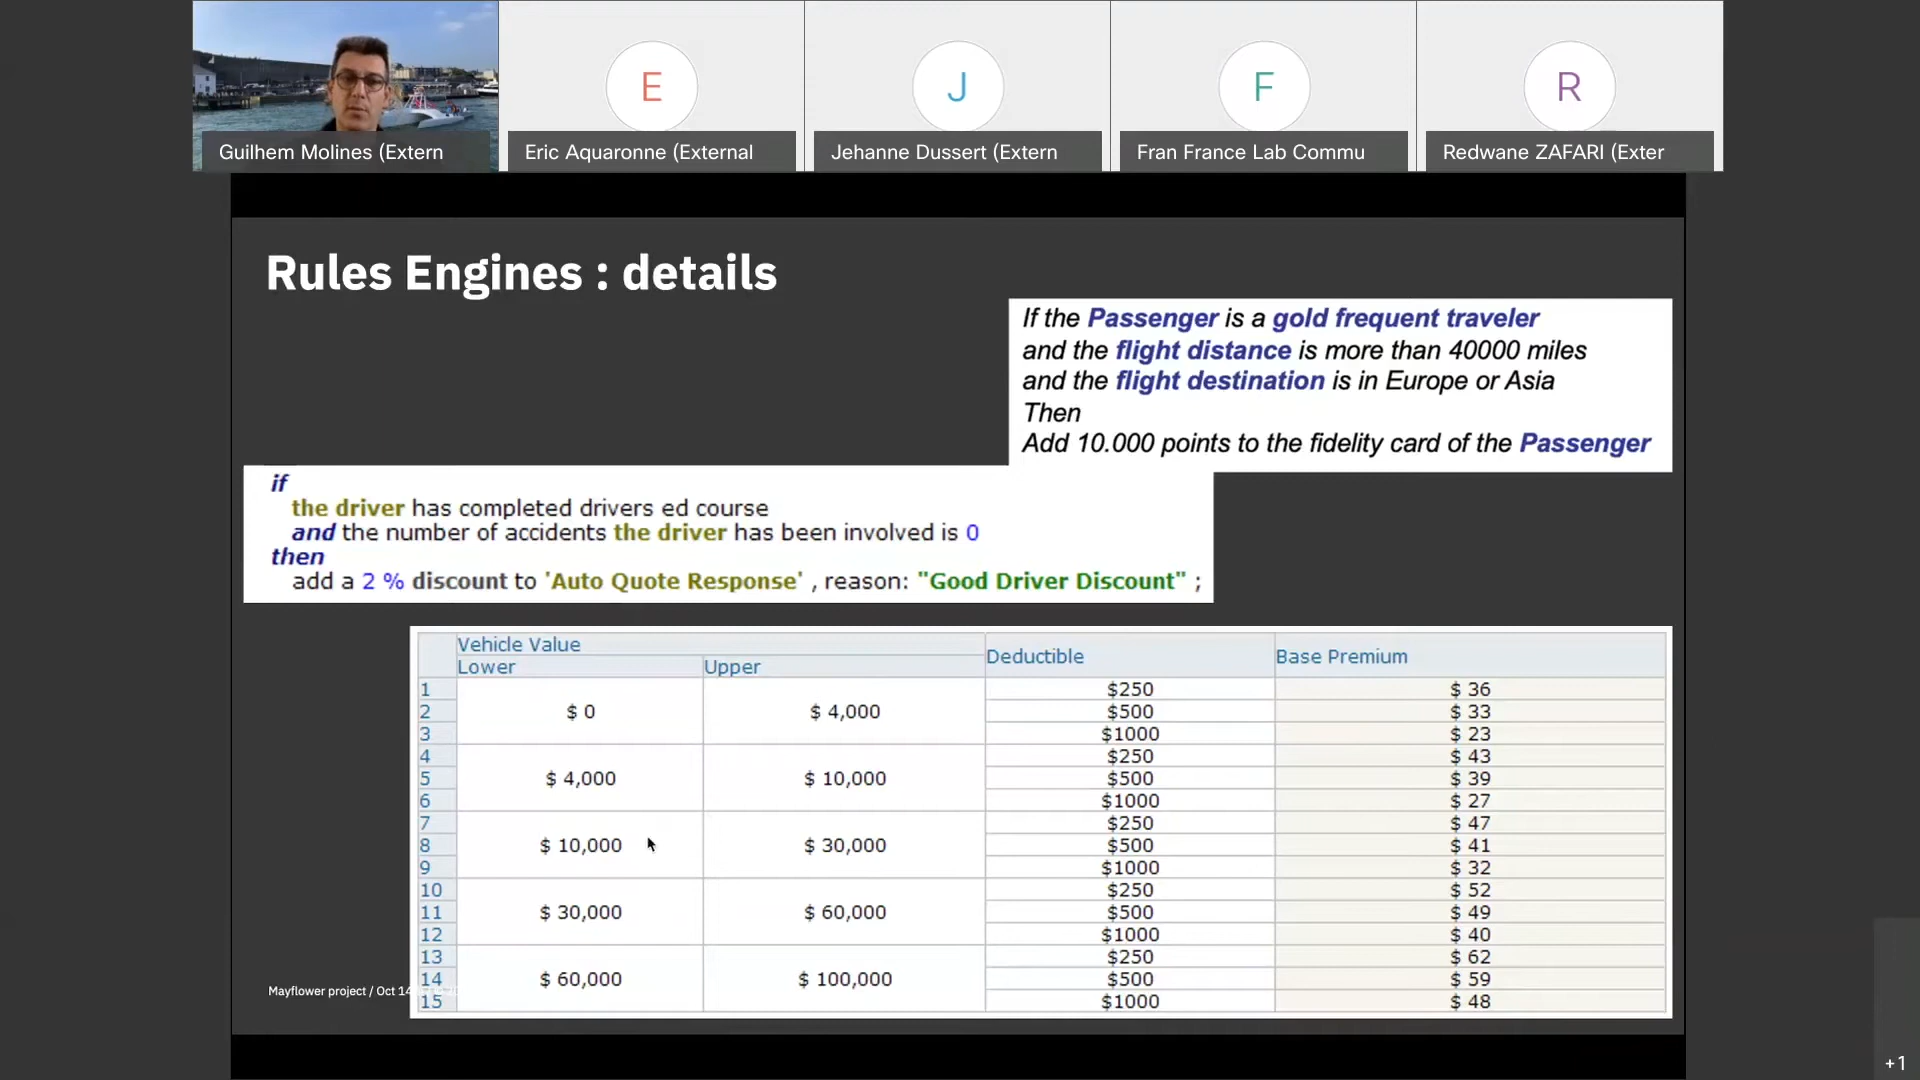 E
J
F
R
Guilhem Molines (Extern
Eric Aquaronne (External
Jehanne Dussert (Extern
Fran France Lab Commu
Redwane ZAFARI (Exter
Rules Engines : details
If the Passenger is a gold frequent traveler
and the flight distance is more than 40000 miles
and the flight destination is in Europe or Asia
Then
Add 10.000 points to the fidelity card of the Passenger
if
the driver has completed drivers ed course
and the number of accidents the driver has been involved is 0
then
add a 2 % discount to 'Auto Quote Response' , reason: "Good Driver Discount" ;
Vehicle Value
Lower Upper Deductible Base Premium
1 $250 $ 36
2 $ 0 $ 4,000 $500 $ 33
3 $1000 $ 23
4 $250 $ 43
5 $ 4,000 $ 10,000 $500 $ 39
6 $1000 $ 27
7 $250 $ 47
8 $ 10,000 $ 30,000 $500 $ 41
9 $1000 $ 32
10 $250 $ 52
11 $ 30,000 $ 60,000 $500 $ 49
12 $1000 $ 40
13 $250 $ 62
14 $ 60,000 $ 100,000 $500 $ 59
15 $1000 $ 48
Mayflower project / Oct 14
+1